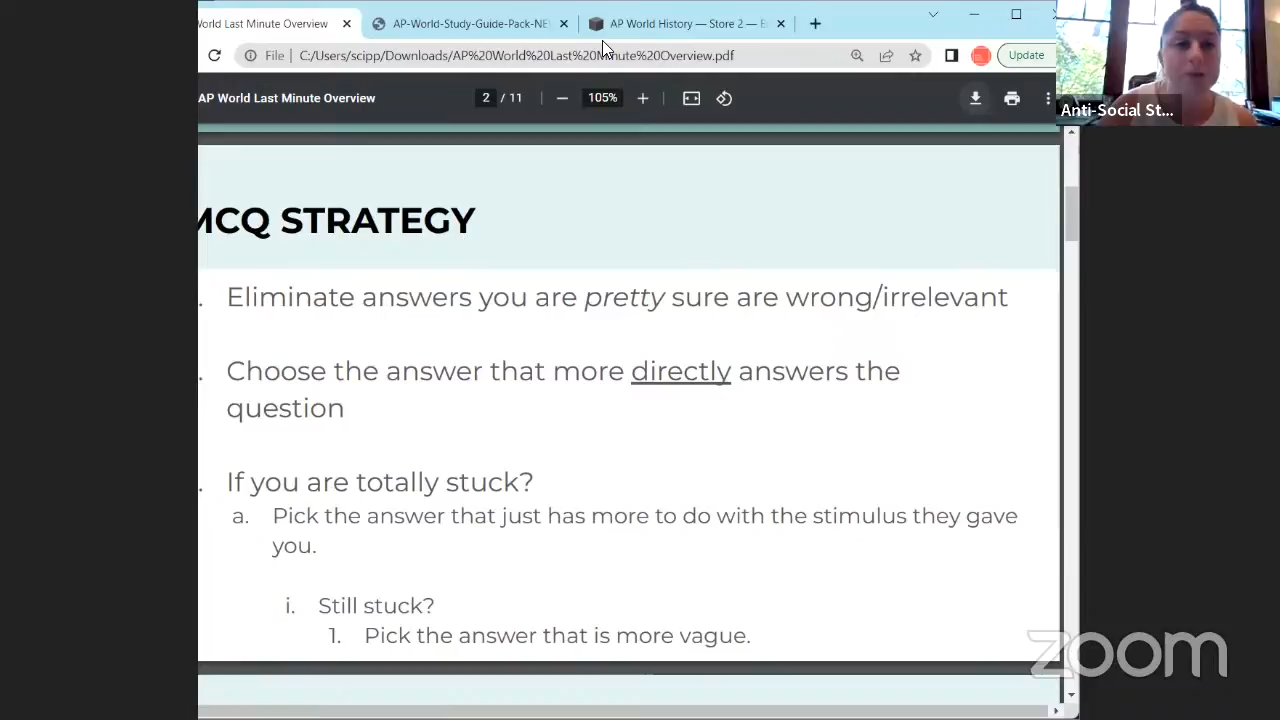 World Last Minute Overview
AP-World-Study-Guide-Pack-NE
AP World History — Store 2 —
File
C:/Users/shipp/Downloads/AP%20World%20Last%20Minute%20Overview.pdf
Update
AP World Last Minute Overview
2 / 11
105%
Anti-Social St...
MCQ STRATEGY
. Eliminate answers you are pretty sure are wrong/irrelevant
. Choose the answer that more directly answers the
question
. If you are totally stuck?
a. Pick the answer that just has more to do with the stimulus they gave
you.
i. Still stuck?
1. Pick the answer that is more vague.
zoom